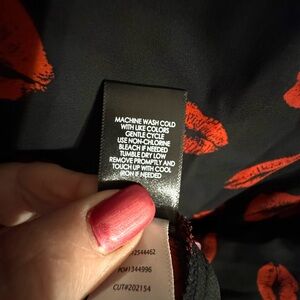 MACHINE WASH COLD
WITH LIKE COLORS
GENTLE CYCLE
USE NON-CHLORINE
BLEACH IF NEEDED
TUMBLE DRY LOW
REMOVE PROMPTLY AND
TOUCH UP WITH COOL
IRON IF NEEDED
12544462
PO#1344996
CUT#202154